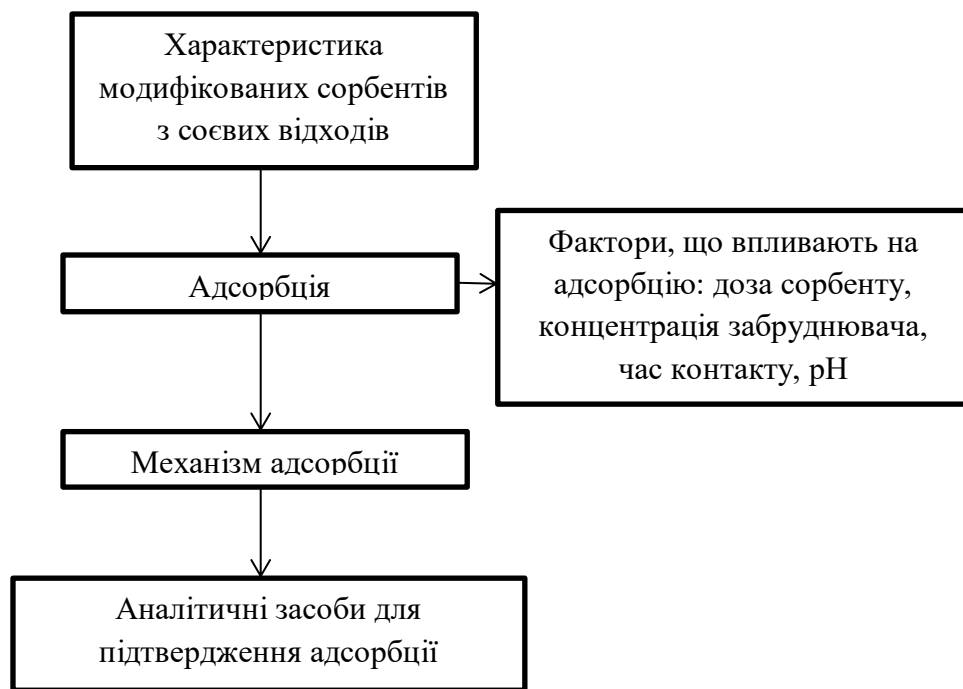 Характеристика
модифікованих сорбентів
з соєвих відходів
Адсорбція
Фактори, що впливають на
адсорбцію: доза сорбенту,
концентрація забруднювача,
час контакту, pH
Механізм адсорбції
Аналітичні засоби для
підтвердження адсорбції